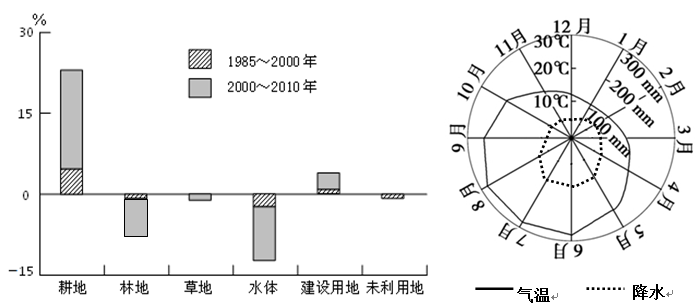 %
30
15
0
-15
1985～2000年
2000～2010年
耕地 林地 草地 水体 建设用地 未利用地
12月
1月
2月
3月
4月
5月
6月
7月
8月
9月
10月
11月
30℃
20℃
10℃
300 mm
200 mm
100 mm
气温 降水